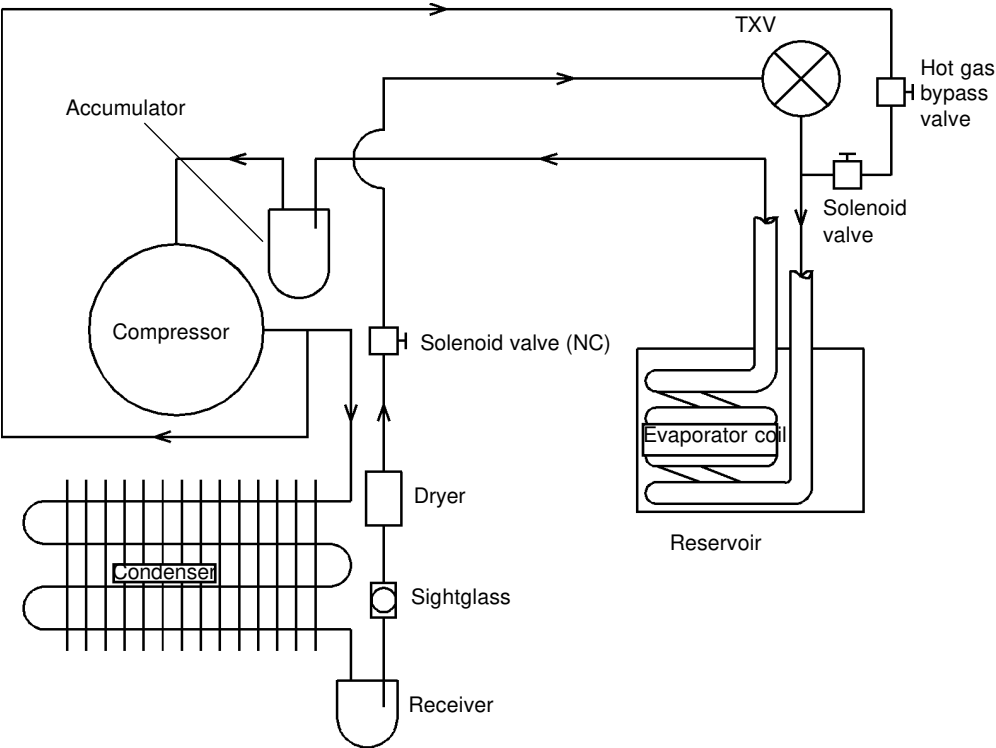 TXV
Hot gas
bypass
valve
Accumulator
Solenoid
valve
Compressor
Solenoid valve (NC)
Evaporator coil
Dryer
Reservoir
Condenser
Sightglass
Receiver